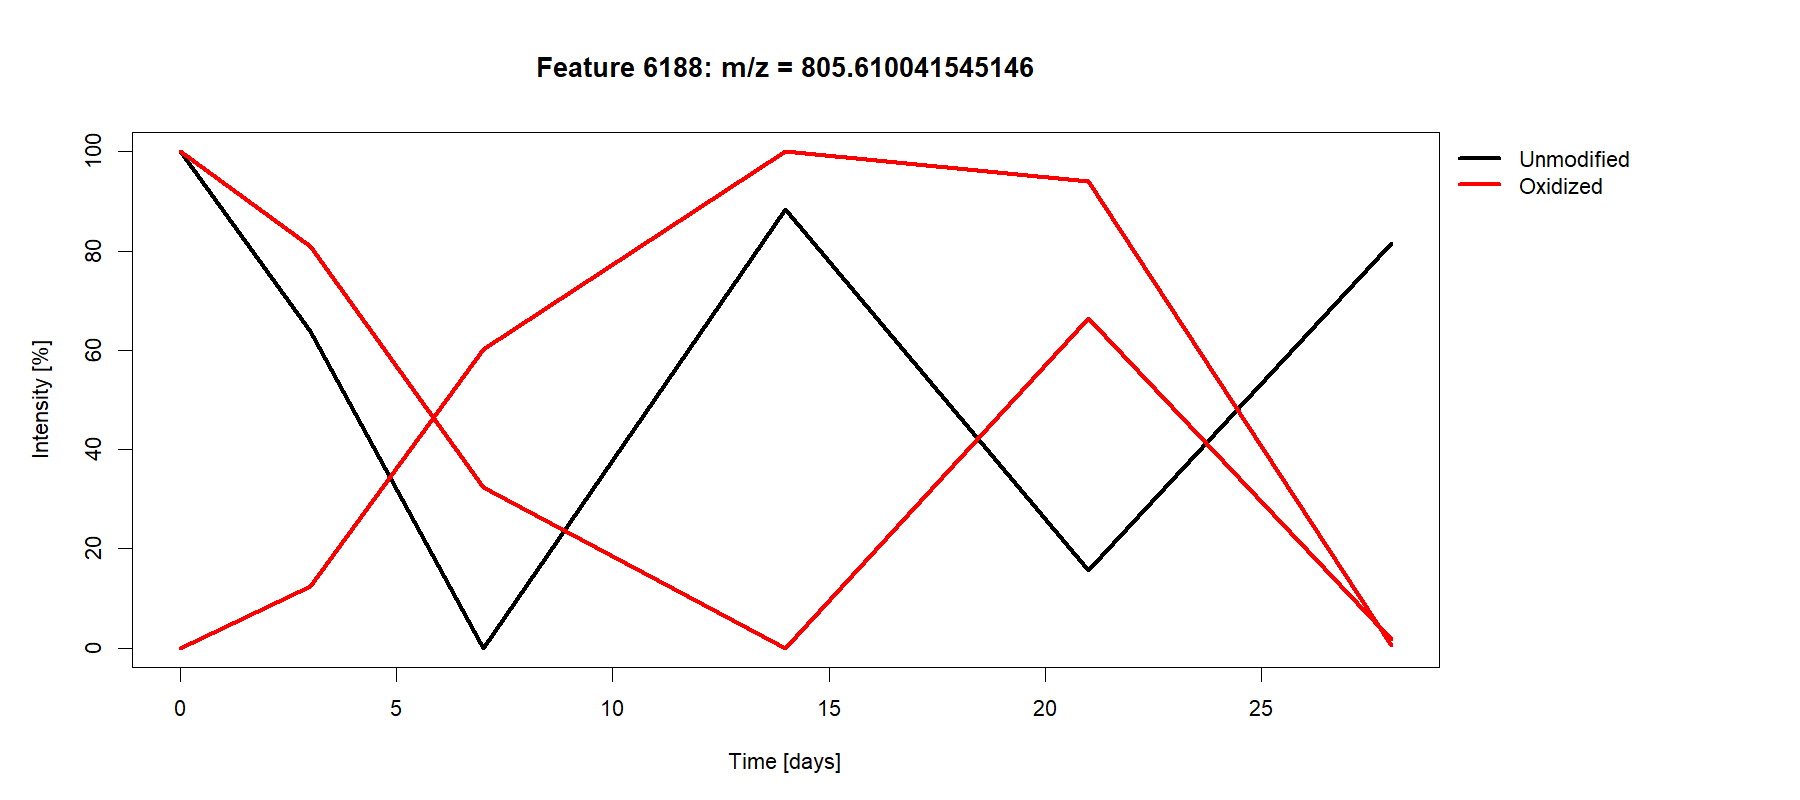 Feature 6188: m/z = 805.610041545146
Unmodified
Oxidized
Intensity [%]
100
80
60
40
20
0
0 5 10 15 20 25
Time [days]